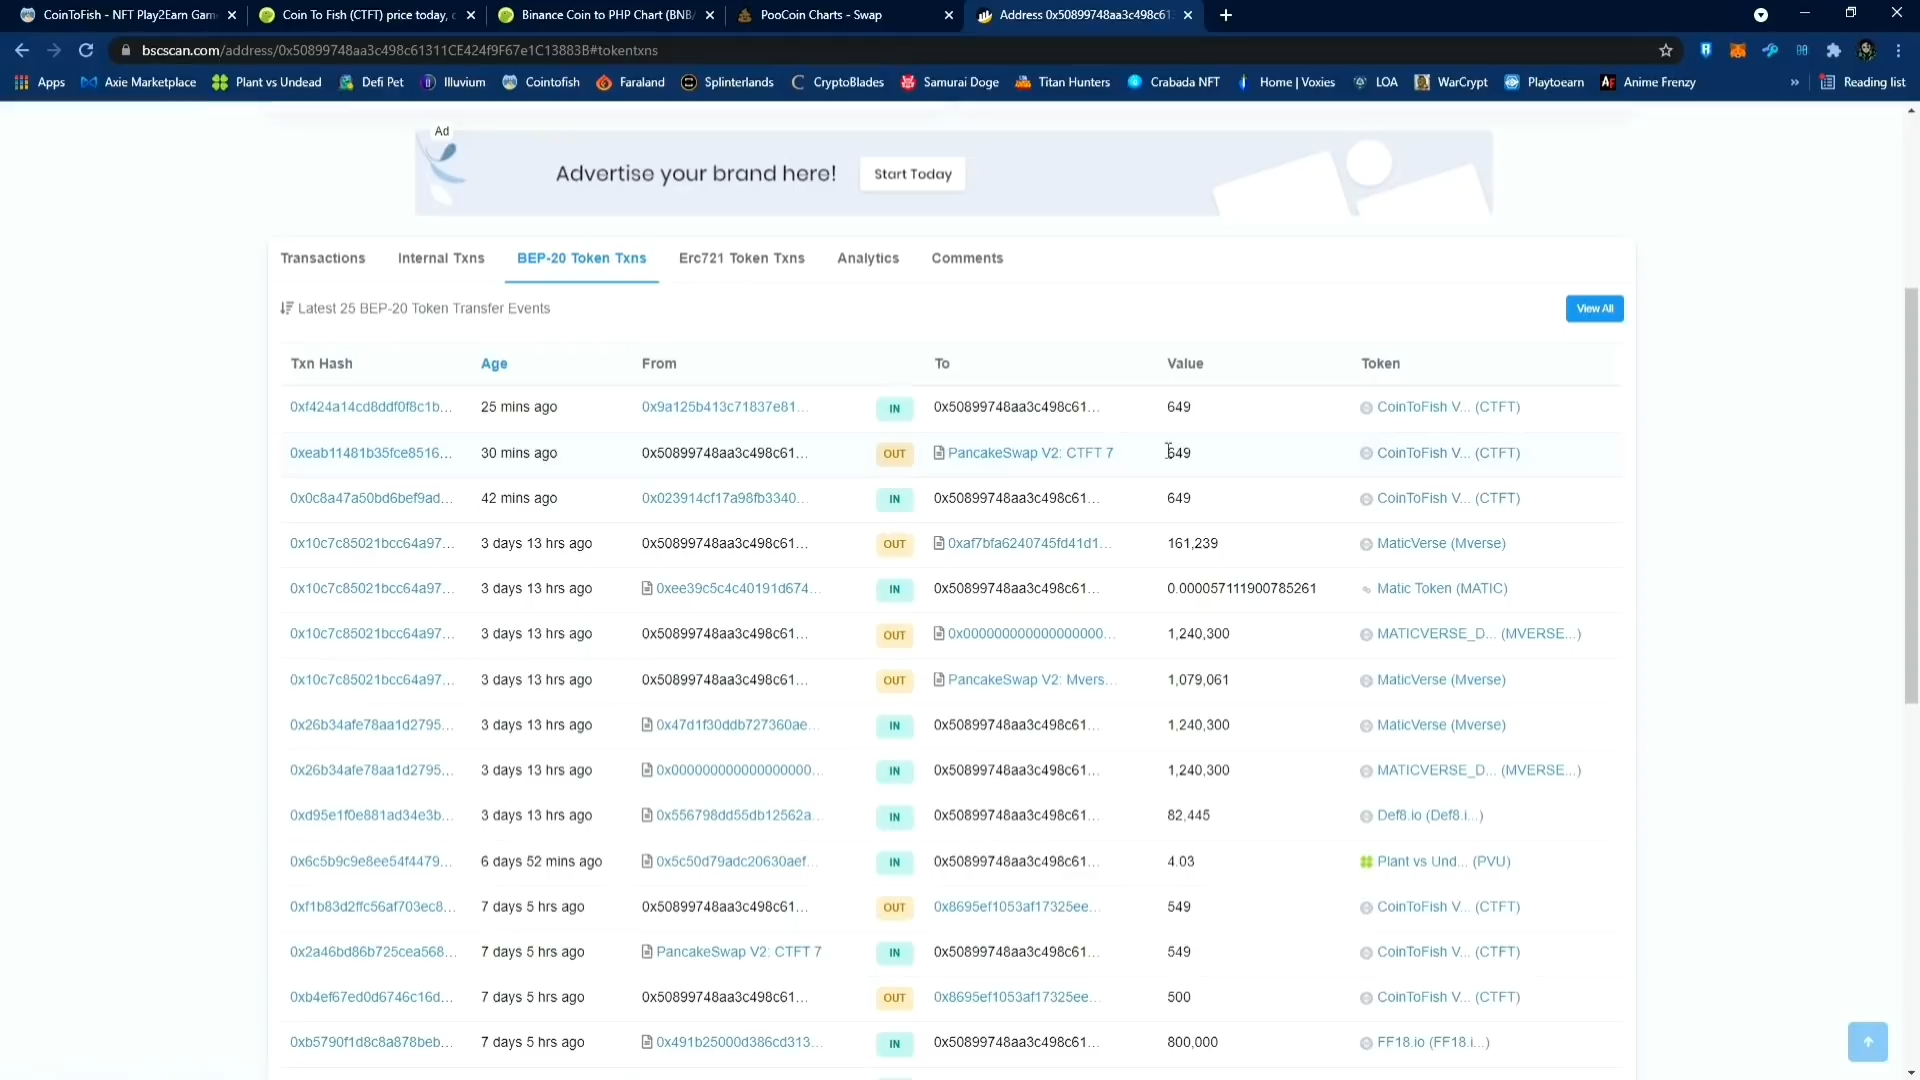 CoinToFish - NFT Play2Earn Gam
Coin To Fish (CTFT) price today, c
Binance Coin to PHP Chart (BNB/
PooCoin Charts - Swap
Address 0x50899748aa3c498c61
bscscan.com/address/0x50899748aa3c498c61311CE424f9F67e1C13883B#tokentxns
Apps Axie Marketplace Plant vs Undead Defi Pet Illuvium Cointofish Faraland Splinterlands CryptoBlades Samurai Doge Titan Hunters Crabada NFT Home | Voxies LOA WarCrypt Playtoearn Anime Frenzy » Reading list
Ad
Advertise your brand here! Start Today
Transactions Internal Txns BEP-20 Token Txns Erc721 Token Txns Analytics Comments
Latest 25 BEP-20 Token Transfer Events View All
Txn Hash Age From To Value Token
0xf424a14cd8ddf0f8c1b... 25 mins ago 0x9a125b413c71837e81... IN 0x50899748aa3c498c61... 649 CoinToFish V... (CTFT)
0xeab11481b35fce8516... 30 mins ago 0x50899748aa3c498c61... OUT PancakeSwap V2: CTFT 7 649 CoinToFish V... (CTFT)
0x0c8a47a50bd6bef9ad... 42 mins ago 0x023914cf17a98fb3340... IN 0x50899748aa3c498c61... 649 CoinToFish V... (CTFT)
0x10c7c85021bcc64a97... 3 days 13 hrs ago 0x50899748aa3c498c61... OUT 0xaf7bfa6240745fd41d1... 161,239 MaticVerse (Mverse)
0x10c7c85021bcc64a97... 3 days 13 hrs ago 0xee39c5c4c40191d674... IN 0x50899748aa3c498c61... 0.000057111900785261 Matic Token (MATIC)
0x10c7c85021bcc64a97... 3 days 13 hrs ago 0x50899748aa3c498c61... OUT 0x000000000000000000... 1,240,300 MATICVERSE_D... (MVERSE...)
0x10c7c85021bcc64a97... 3 days 13 hrs ago 0x50899748aa3c498c61... OUT PancakeSwap V2: Mvers... 1,079,061 MaticVerse (Mverse)
0x26b34afe78aa1d2795... 3 days 13 hrs ago 0x47d1f30ddb727360ae... IN 0x50899748aa3c498c61... 1,240,300 MaticVerse (Mverse)
0x26b34afe78aa1d2795... 3 days 13 hrs ago 0x000000000000000000... IN 0x50899748aa3c498c61... 1,240,300 MATICVERSE_D... (MVERSE...)
0xd95e1f0e881ad34e3b... 3 days 13 hrs ago 0x556798dd55db12562a... IN 0x50899748aa3c498c61... 82,445 Def8.io (Def8.i...)
0x6c5b9c9e8ee54f4479... 6 days 52 mins ago 0x5c50d79adc20630aef... IN 0x50899748aa3c498c61... 4.03 Plant vs Und... (PVU)
0xf1b83d2ffc56af703ec8... 7 days 5 hrs ago 0x50899748aa3c498c61... OUT 0x8695ef1053af17325ee... 549 CoinToFish V... (CTFT)
0x2a46bd86b725cea568... 7 days 5 hrs ago PancakeSwap V2: CTFT 7 IN 0x50899748aa3c498c61... 549 CoinToFish V... (CTFT)
0xb4ef67ed0d6746c16d... 7 days 5 hrs ago 0x50899748aa3c498c61... OUT 0x8695ef1053af17325ee... 500 CoinToFish V... (CTFT)
0xb5790f1d8c8a878beb... 7 days 5 hrs ago 0x491b25000d386cd313... IN 0x50899748aa3c498c61... 800,000 FF18.io (FF18.i...)